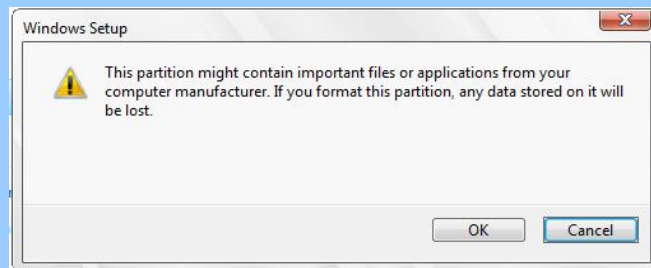 Windows Setup
This partition might contain important files or applications from your
computer manufacturer. If you format this partition, any data stored on it will
be lost.
OK
Cancel